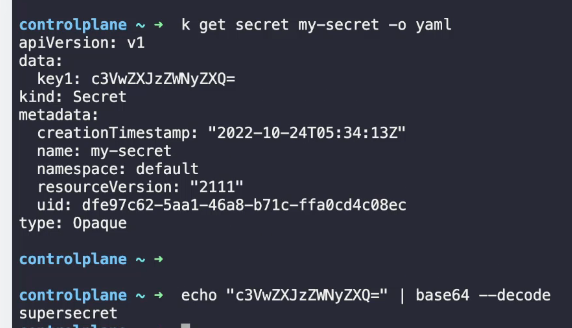 controlplane ~ ➜  k get secret my-secret -o yaml
apiVersion: v1
data:
  key1: c3VwZXJzZWNyZXQ=
kind: Secret
metadata:
  creationTimestamp: "2022-10-24T05:34:13Z"
  name: my-secret
  namespace: default
  resourceVersion: "2111"
  uid: dfe97c62-5aa1-46a8-b71c-ffa0cd4c08ec
type: Opaque
controlplane ~ ➜
controlplane ~ ➜  echo "c3VwZXJzZWNyZXQ=" | base64 --decode
supersecret